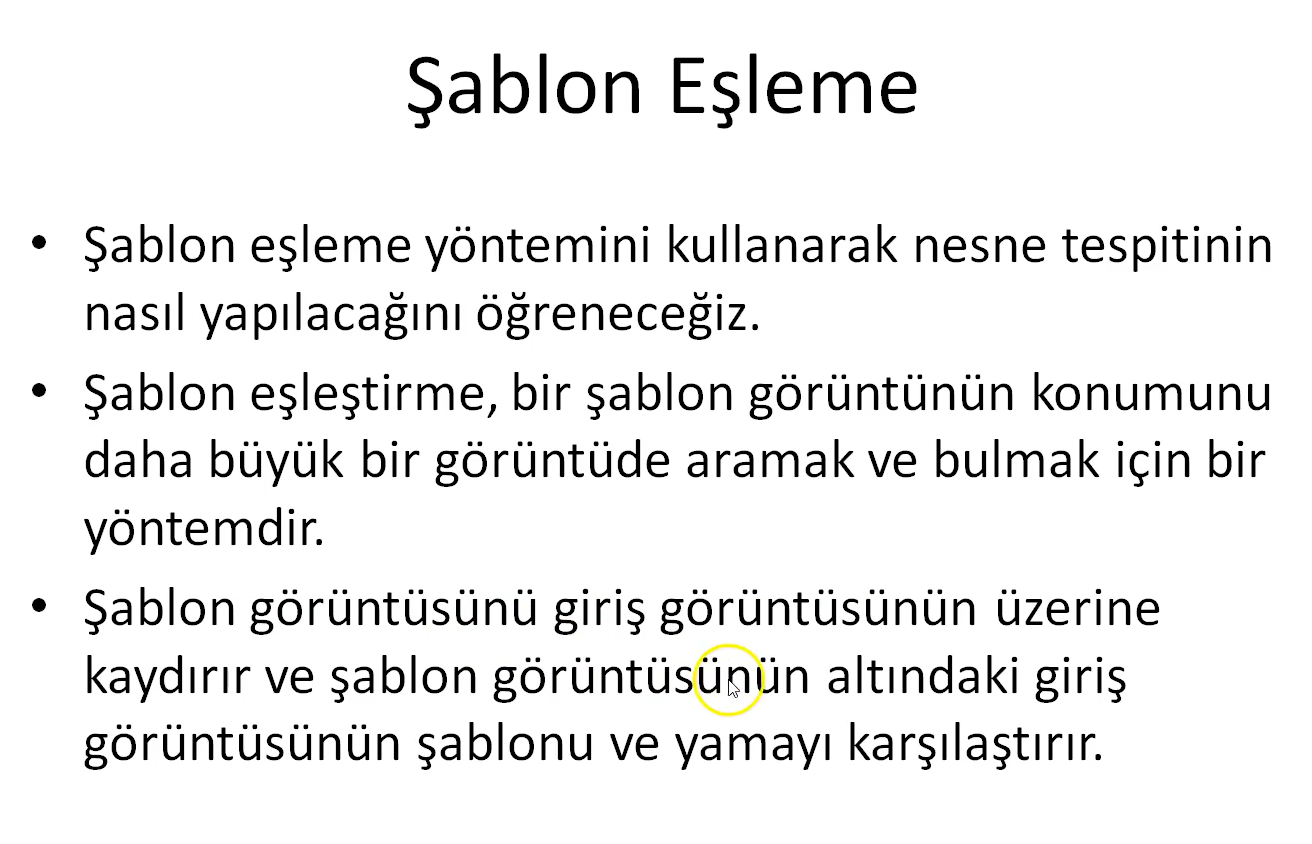 Şablon Eşleme
• Şablon eşleme yöntemini kullanarak nesne tespitinin
nasıl yapılacağını öğreneceğiz.
• Şablon eşleştirme, bir şablon görüntünün konumunu
daha büyük bir görüntüde aramak ve bulmak için bir
yöntemdir.
• Şablon görüntüsünü giriş görüntüsünün üzerine
kaydırır ve şablon görüntüsünün altındaki giriş
görüntüsünün şablonu ve yamayı karşılaştırır.